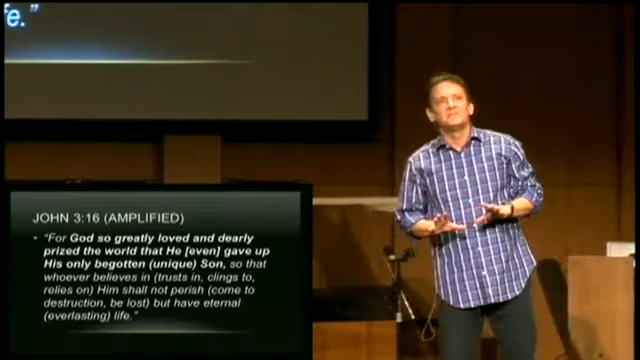 fe.”
JOHN 3:16 (AMPLIFIED)
• “For God so greatly loved and dearly
prized the world that He [even] gave up
His only begotten (unique) Son, so that
whoever believes in (trusts in, clings to,
relies on) Him shall not perish (come to
destruction, be lost) but have eternal
(everlasting) life.”